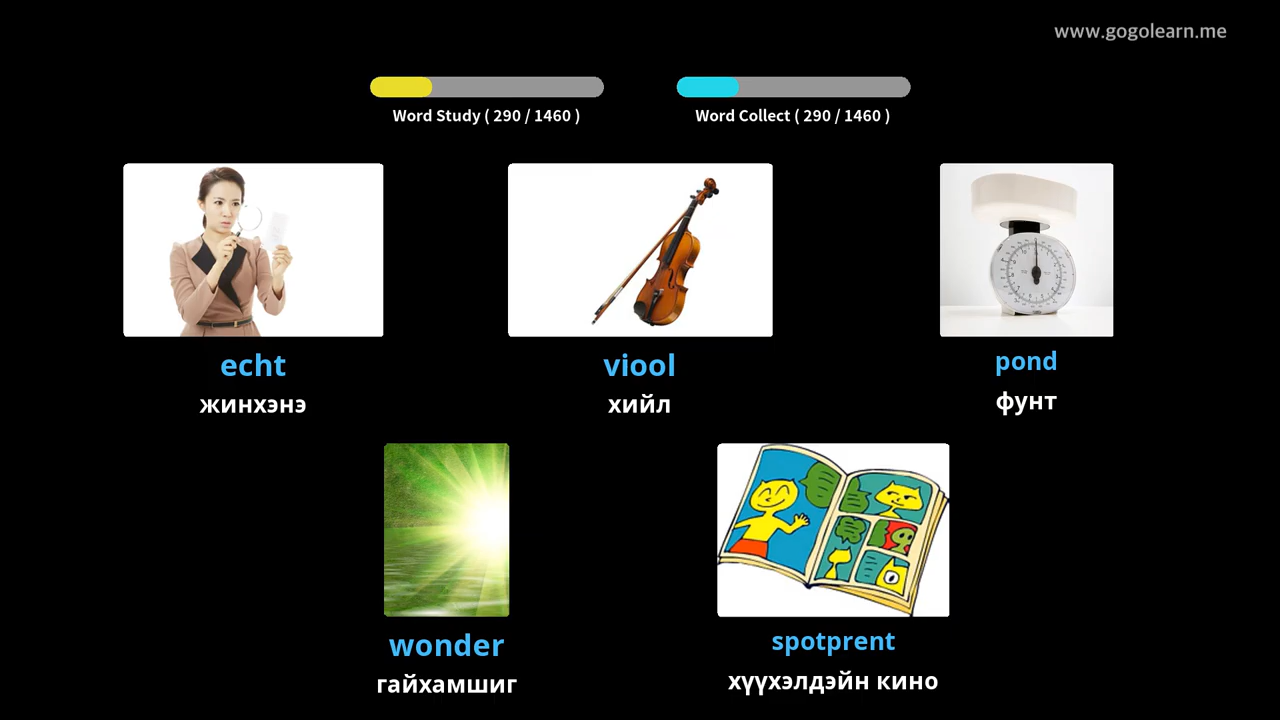 www.gogolearn.me
Word Study ( 290 / 1460 )
Word Collect ( 290 / 1460 )
echt
жинхэнэ
viool
хийл
pond
фунт
wonder
гайхамшиг
spotprent
хүүхэлдэйн кино